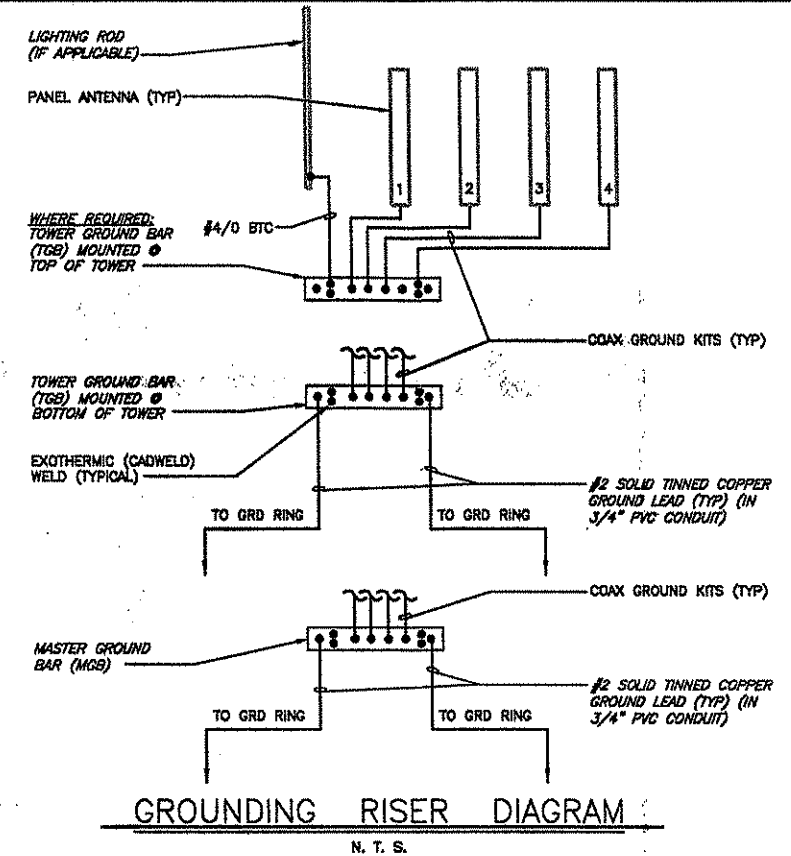 LIGHTING ROD
(IF APPLICABLE)
PANEL ANTENNA (TYP)
1
2
3
4
WHERE REQUIRED:
TOWER GROUND BAR
(TGB) MOUNTED @
TOP OF TOWER
#4/0 BTC
COAX GROUND KITS (TYP)
TOWER GROUND BAR
(TGB) MOUNTED @
BOTTOM OF TOWER
EXOTHERMIC (CADWELD)
WELD (TYPICAL)
#2 SOLID TINNED COPPER
GROUND LEAD (TYP) (IN
3/4" PVC CONDUIT)
TO GRD RING
TO GRD RING
COAX GROUND KITS (TYP)
MASTER GROUND
BAR (MGB)
#2 SOLID TINNED COPPER
GROUND LEAD (TYP) (IN
3/4" PVC CONDUIT)
TO GRD RING
TO GRD RING
GROUNDING RISER DIAGRAM
N. T. S.